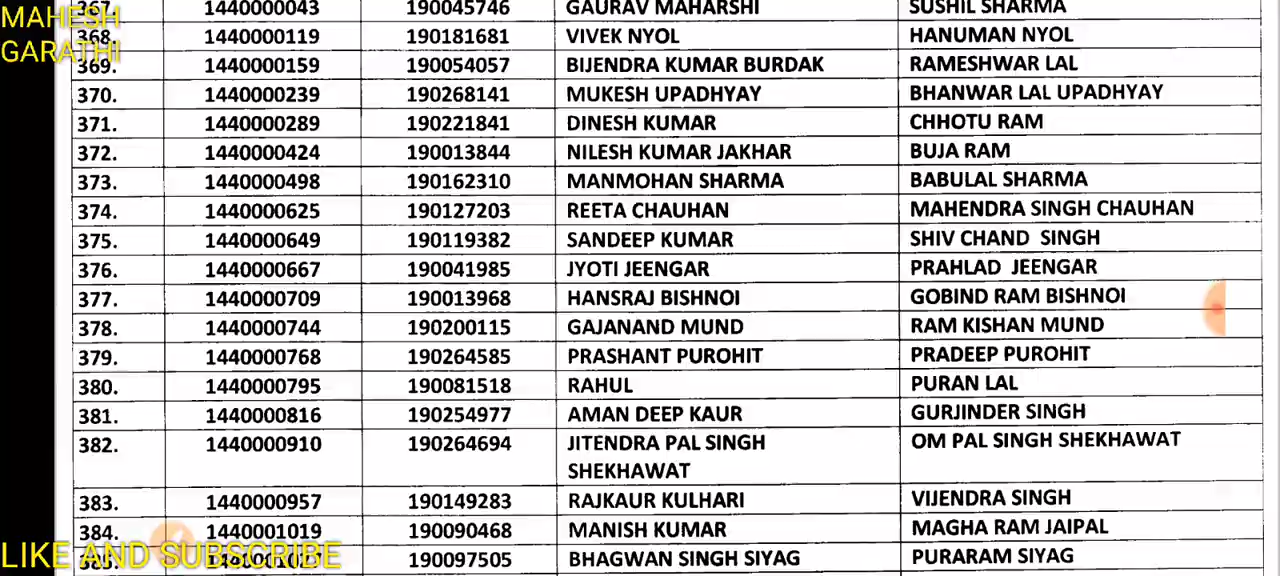 MAHESH
GARATHI
367. 1440000043 190045746 GAURAV MAHARSHI SUSHIL SHARMA
368. 1440000119 190181681 VIVEK NYOL HANUMAN NYOL
369. 1440000159 190054057 BIJENDRA KUMAR BURDAK RAMESHWAR LAL
370. 1440000239 190268141 MUKESH UPADHYAY BHANWAR LAL UPADHYAY
371. 1440000289 190221841 DINESH KUMAR CHHOTU RAM
372. 1440000424 190013844 NILESH KUMAR JAKHAR BUJA RAM
373. 1440000498 190162310 MANMOHAN SHARMA BABULAL SHARMA
374. 1440000625 190127203 REETA CHAUHAN MAHENDRA SINGH CHAUHAN
375. 1440000649 190119382 SANDEEP KUMAR SHIV CHAND SINGH
376. 1440000667 190041985 JYOTI JEENGAR PRAHLAD JEENGAR
377. 1440000709 190013968 HANSRAJ BISHNOI GOBIND RAM BISHNOI
378. 1440000744 190200115 GAJANAND MUND RAM KISHAN MUND
379. 1440000768 190264585 PRASHANT PUROHIT PRADEEP PUROHIT
380. 1440000795 190081518 RAHUL PURAN LAL
381. 1440000816 190254977 AMAN DEEP KAUR GURJINDER SINGH
382. 1440000910 190264694 JITENDRA PAL SINGH OM PAL SINGH SHEKHAWAT
SHEKHAWAT
383. 1440000957 190149283 RAJKAUR KULHARI VIJENDRA SINGH
384. 1440001019 190090468 MANISH KUMAR MAGHA RAM JAIPAL
385. 190097505 BHAGWAN SINGH SIYAG PURARAM SIYAG
LIKE AND SUBSCRIBE